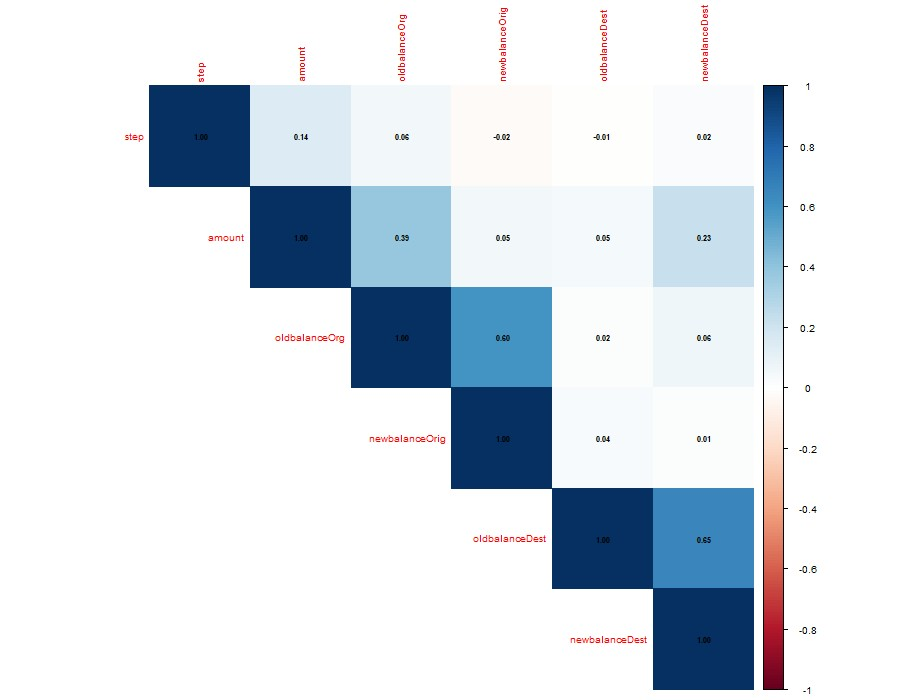 step
amount
oldbalanceOrg
newbalanceOrig
oldbalanceDest
newbalanceDest
step 1.00 0.14 0.06 -0.02 -0.01 0.02
amount 1.00 0.39 0.05 0.05 0.23
oldbalanceOrg 1.00 0.60 0.02 0.06
newbalanceOrig 1.00 0.04 0.01
oldbalanceDest 1.00 0.65
newbalanceDest 1.00
1
0.8
0.6
0.4
0.2
0
-0.2
-0.4
-0.6
-0.8
-1